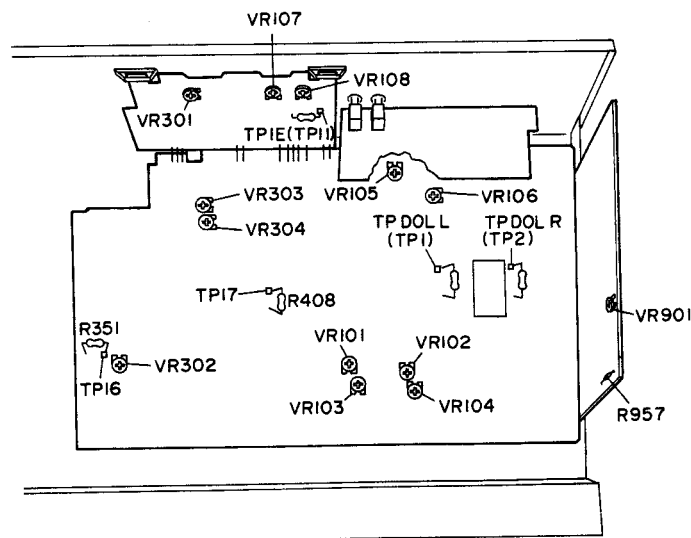 VR107
VR108
VR301
TP1E(TP11)
VR105
VR106
VR303
VR304
TP DOL L
(TP1)
TP DOL R
(TP2)
TP17
R408
VR901
R351
VR302
TP16
VR101
VR102
VR103
VR104
R957